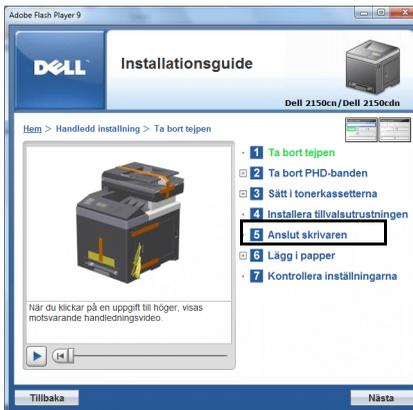 Adobe Flash Player 9
DELL
Installationsguide
Dell 2150cn/Dell 2150cdn
Hem > Handledd inställning > Ta bort tejpen
1 Ta bort tejpen
2 Ta bort PHD-banden
3 Sätt i tonerkassetterna
4 Installera tillvalsutrustningen
5 Anslut skrivaren
6 Lägg i papper
7 Kontrollera inställningarna
När du klickar på en uppgift till höger, visas
motsvarande handledningsvideo.
Tillbaka
Nästa